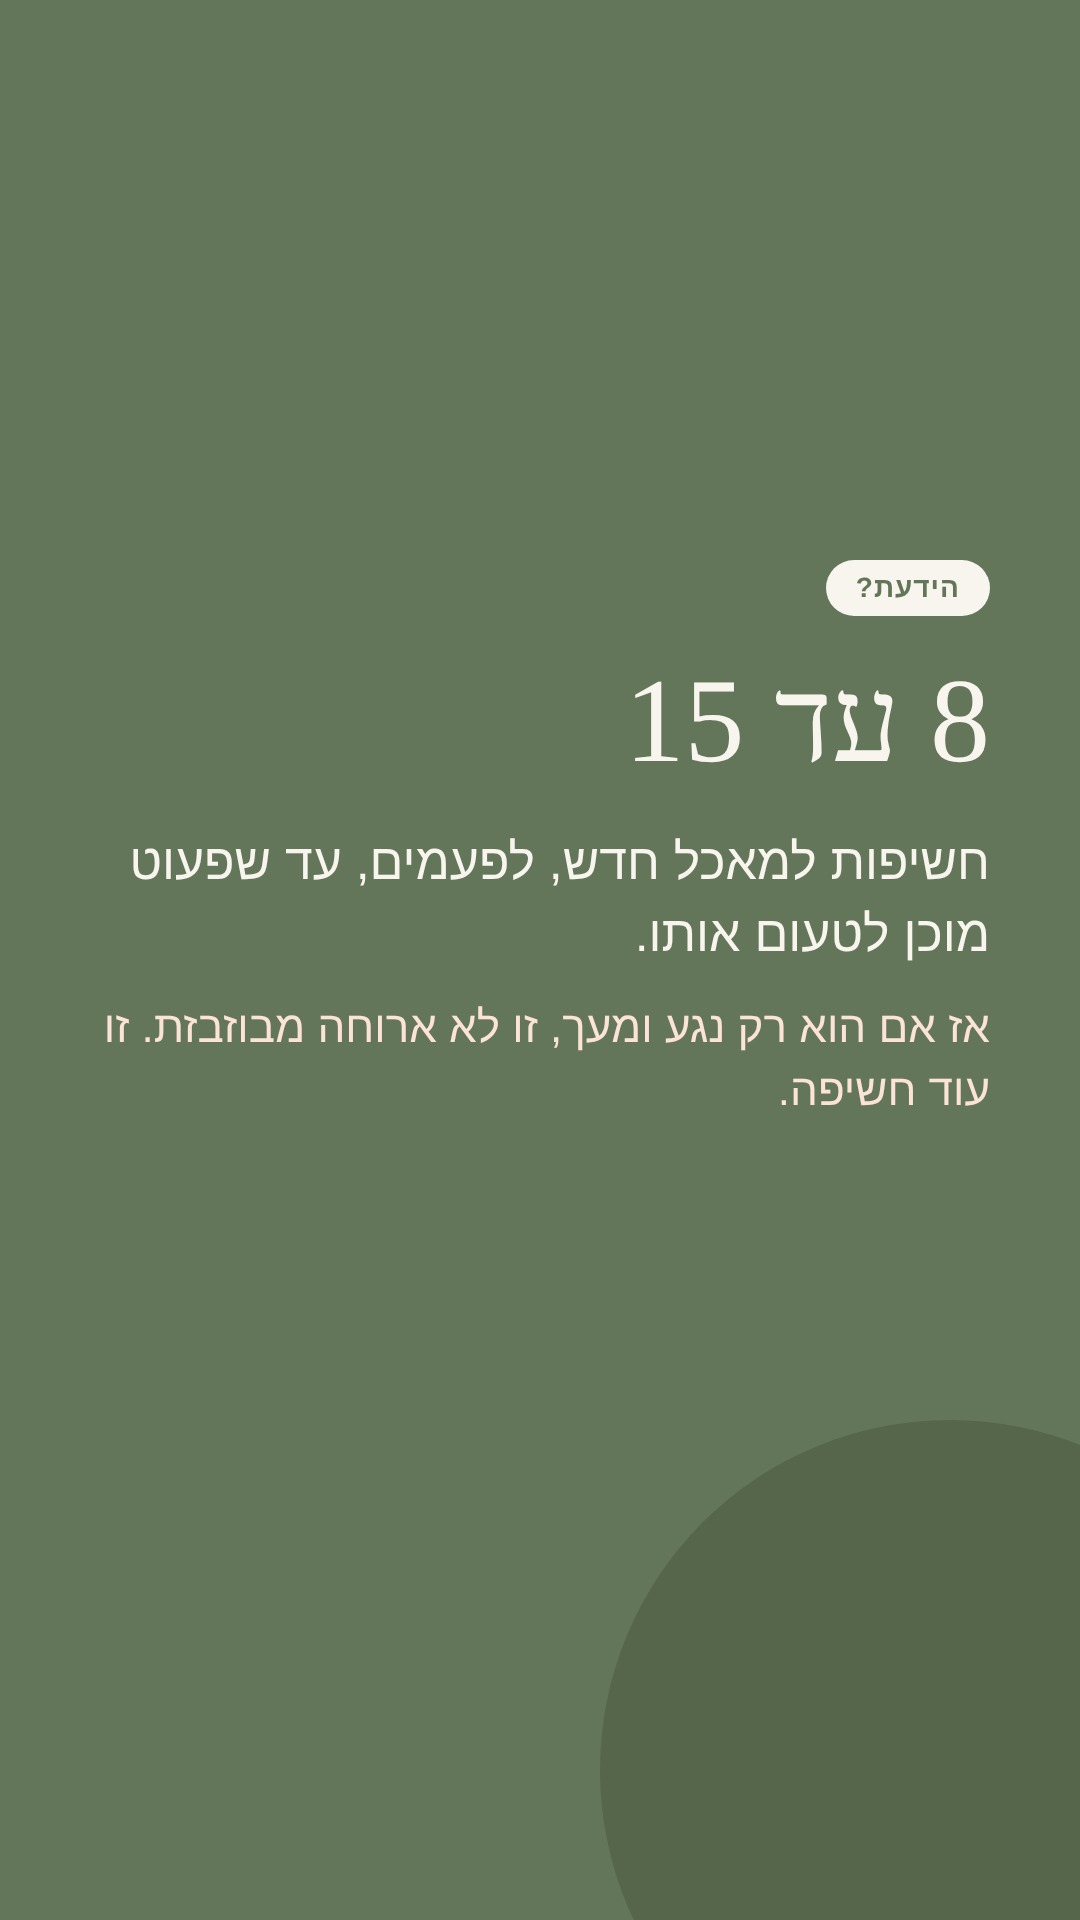 הידעת?
8 עד 15
חשיפות למאכל חדש, לפעמים, עד שפעוט
מוכן לטעום אותו.
אז אם הוא רק נגע ומעך, זו לא ארוחה מבוזבזת. זו
עוד חשיפה.